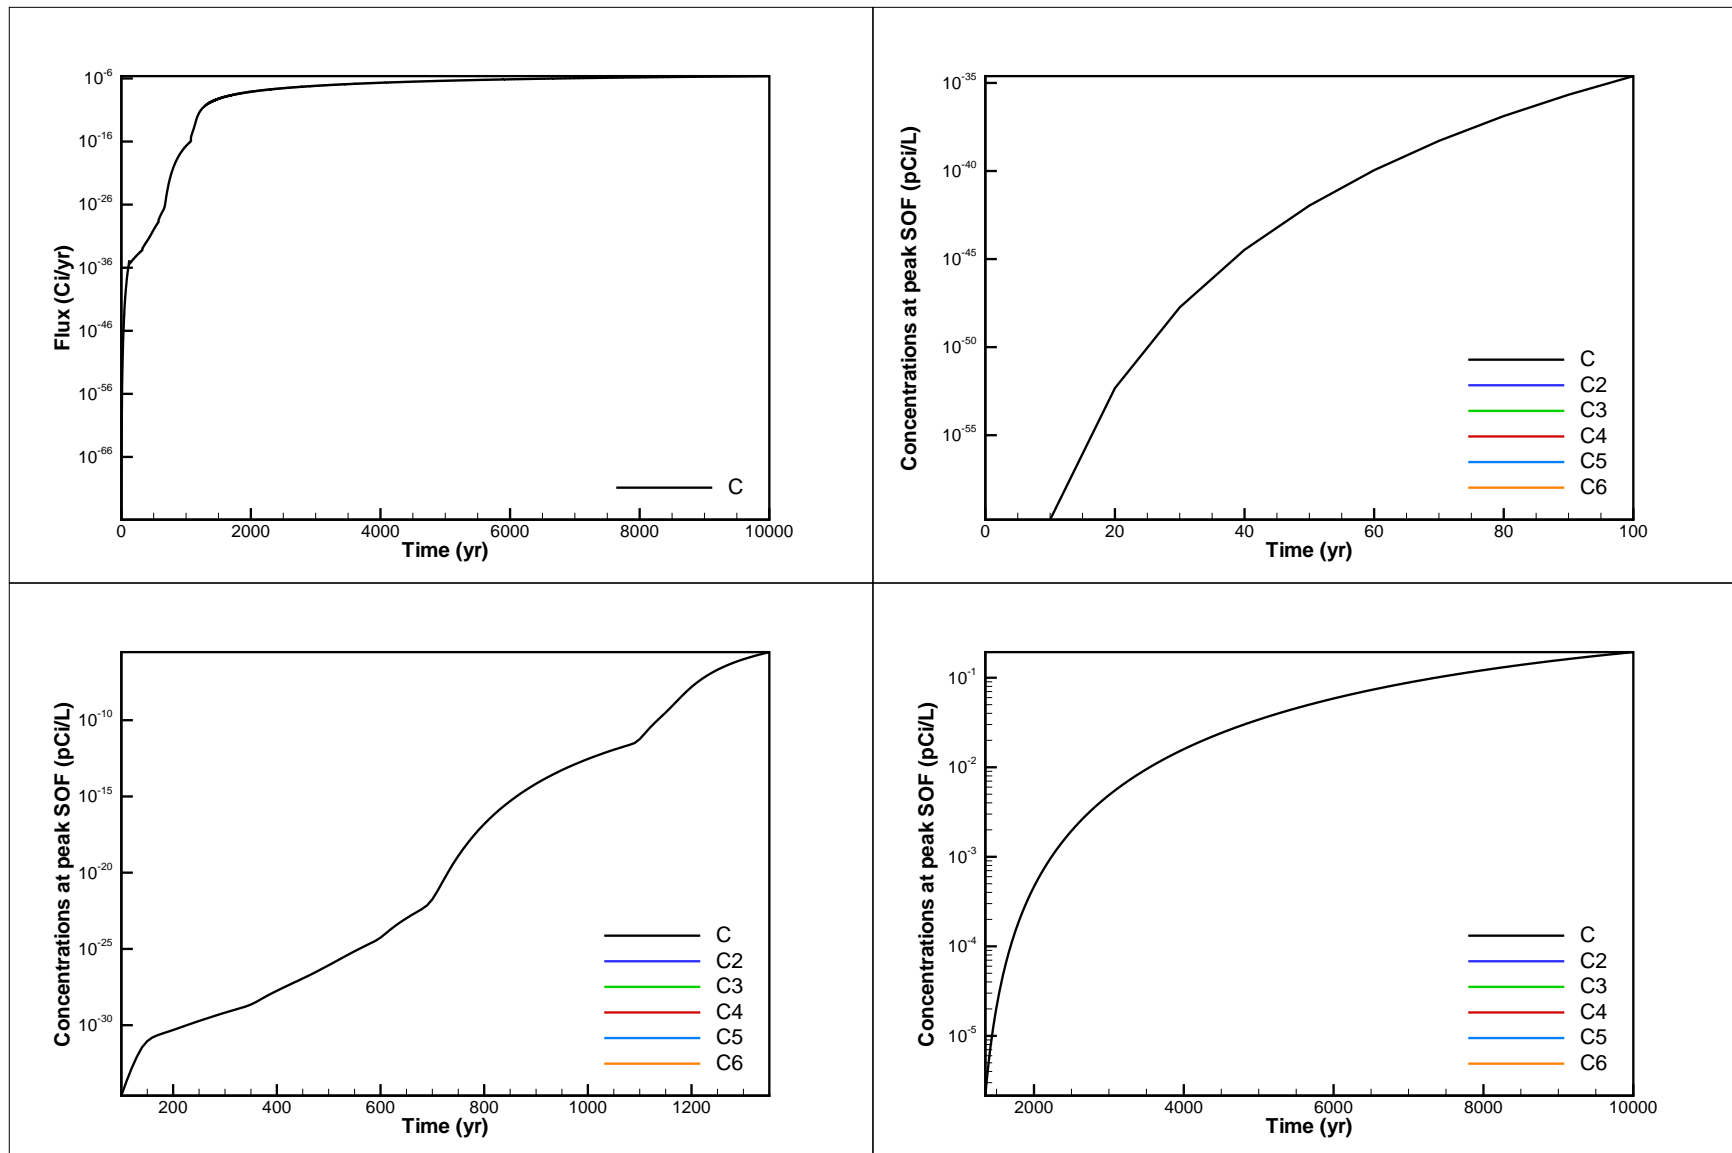 Flux (Ci/yr)
10^-6
10^-16
10^-26
10^-36
10^-46
10^-56
10^-66
C
0 2000 4000 6000 8000 10000
Time (yr)
Concentrations at peak SOF (pCi/L)
10^-35
10^-40
10^-45
10^-50
10^-55
C
C2
C3
C4
C5
C6
0 20 40 60 80 100
Time (yr)
Concentrations at peak SOF (pCi/L)
10^-10
10^-15
10^-20
10^-25
10^-30
C
C2
C3
C4
C5
C6
200 400 600 800 1000 1200
Time (yr)
Concentrations at peak SOF (pCi/L)
10^-1
10^-2
10^-3
10^-4
10^-5
C
C2
C3
C4
C5
C6
2000 4000 6000 8000 10000
Time (yr)